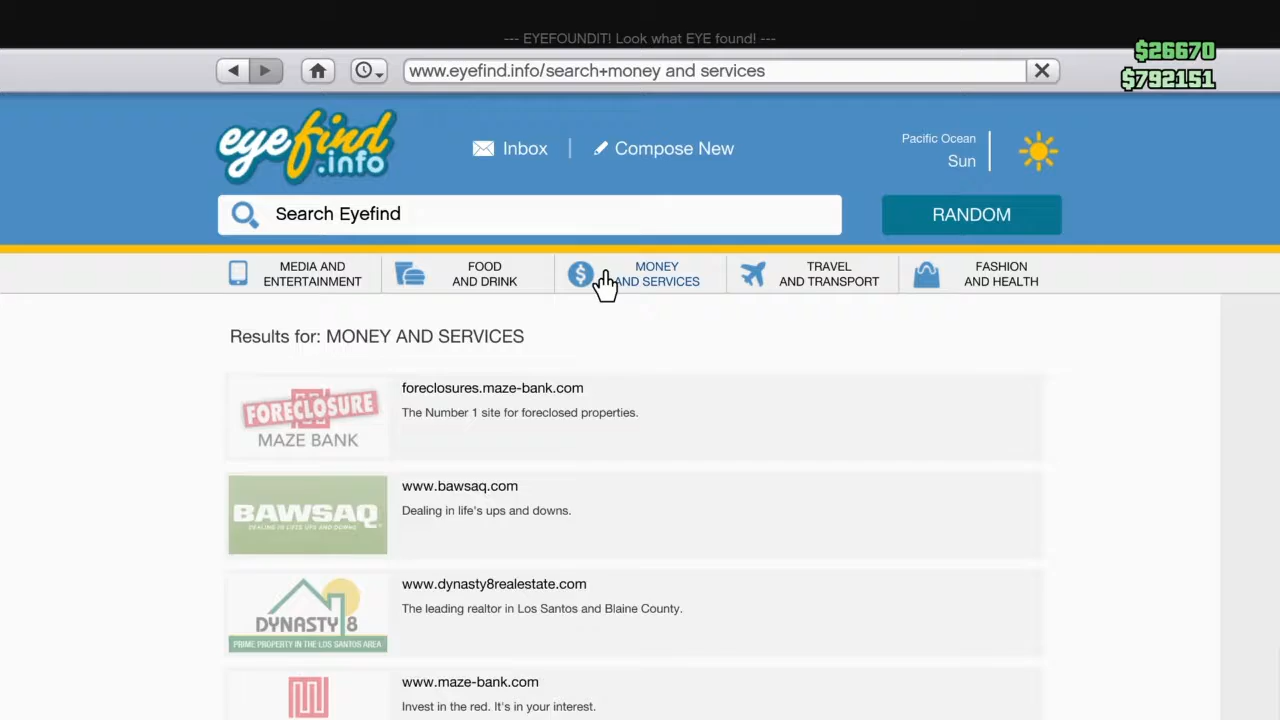 --- EYEFOUNDIT! Look what EYE found! ---
$26670
$792151
www.eyefind.info/search+money and services
eyefind
.info
Inbox
Compose New
Pacific Ocean
Sun
Search Eyefind
RANDOM
MEDIA AND
ENTERTAINMENT
FOOD
AND DRINK
MONEY
AND SERVICES
TRAVEL
AND TRANSPORT
FASHION
AND HEALTH
Results for: MONEY AND SERVICES
FORECLOSURE
MAZE BANK
foreclosures.maze-bank.com
The Number 1 site for foreclosed properties.
BAWSAQ
DEALING IN LIFE'S UPS AND DOWNS
www.bawsaq.com
Dealing in life's ups and downs.
DYNASTY 8
PRIME PROPERTY IN THE LOS SANTOS AREA
www.dynasty8realestate.com
The leading realtor in Los Santos and Blaine County.
www.maze-bank.com
Invest in the red. It's in your interest.